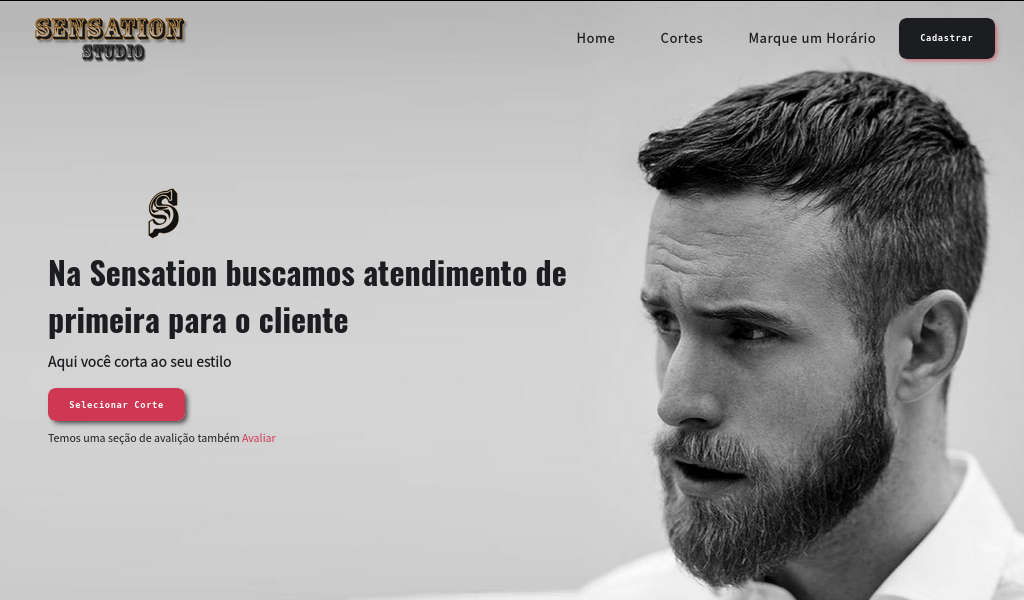 SENSATION
STUDIO
Home
Cortes
Marque um Horário
Cadastrar
S
Na Sensation buscamos atendimento de
primeira para o cliente
Aqui você corta ao seu estilo
Selecionar Corte
Temos uma seção de avalição também Avaliar